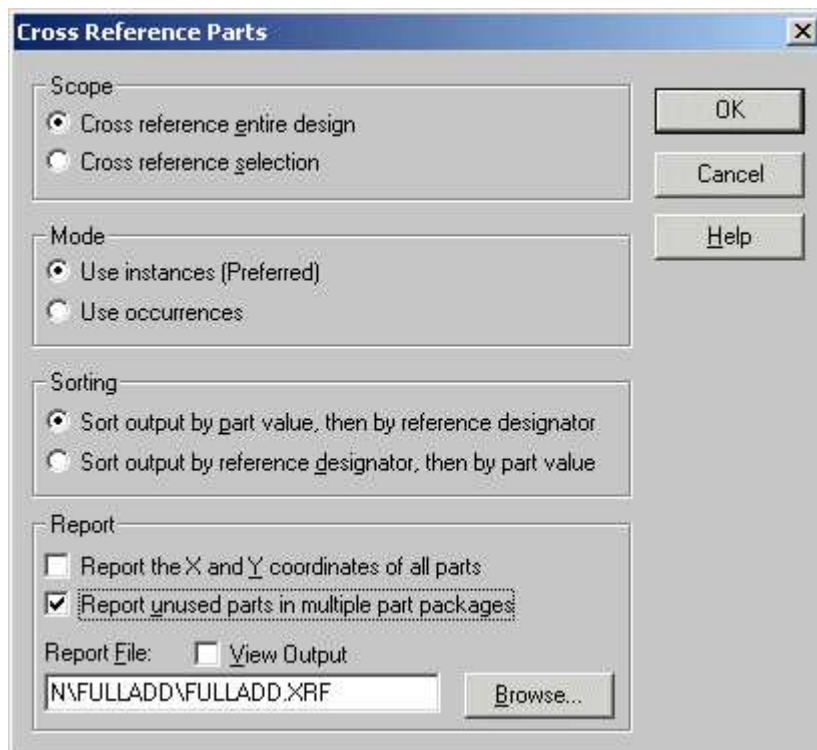 Cross Reference Parts
Scope
Cross reference entire design
Cross reference selection
OK
Cancel
Help
Mode
Use instances (Preferred)
Use occurrences
Sorting
Sort output by part value, then by reference designator
Sort output by reference designator, then by part value
Report
Report the X and Y coordinates of all parts
Report unused parts in multiple part packages
Report File: View Output
N\FULLADD\FULLADD.XRF Browse...